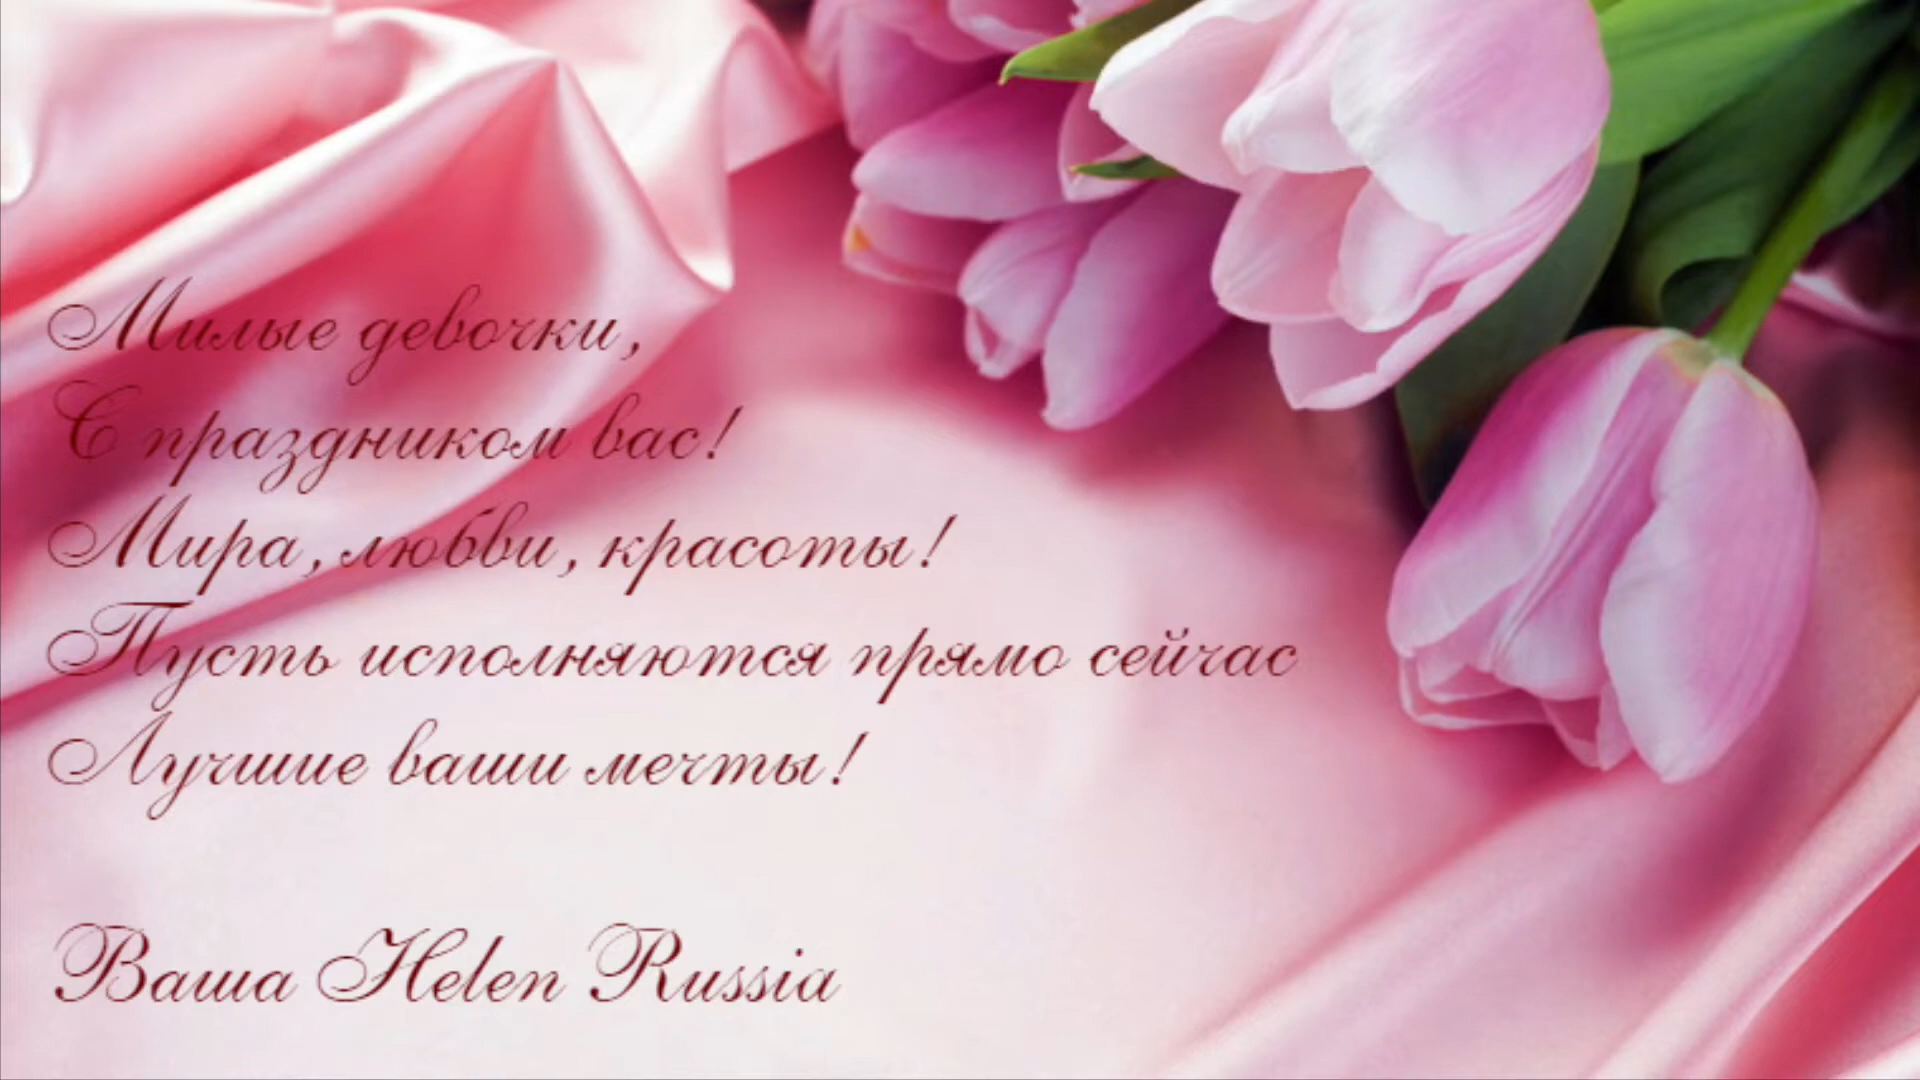 Милые девочки,
С праздником вас!
Мира, любви, красоты!
Пусть исполняются прямо сейчас
Лучшие ваши мечты!
Ваша Helen Russia